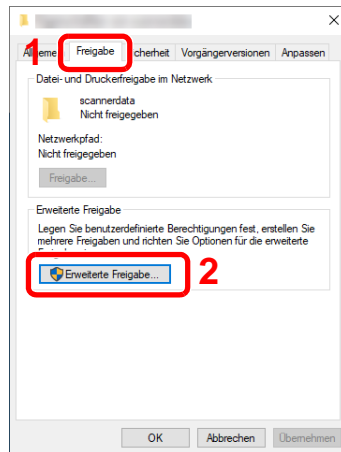 1
Freigabe
Vorgängerversionen
Anpassen
Datei- und Druckerfreigabe im Netzwerk
scannerdata
Nicht freigegeben
Netzwerkpfad:
Nicht freigegeben
Freigabe...
Erweiterte Freigabe
Legen Sie benutzerdefinierte Berechtigungen fest, erstellen Sie
mehrere Freigaben und richten Sie Optionen für die erweiterte
Erweiterte Freigabe...
2
OK
Abbrechen
Übernehmen